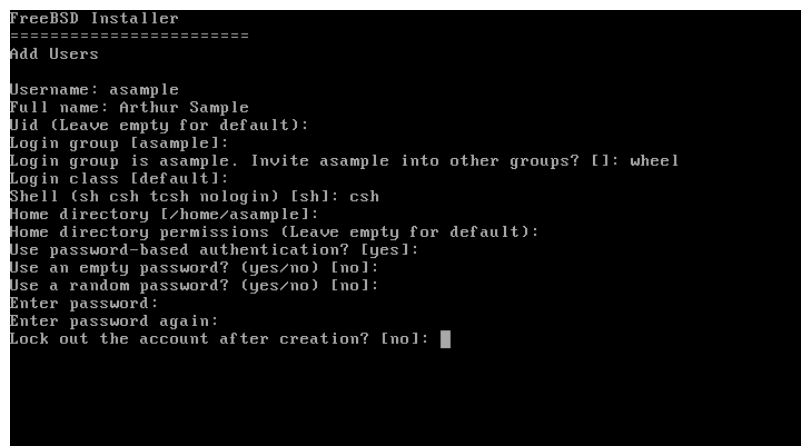 FreeBSD Installer
========================
Add Users
Username: asample
Full name: Arthur Sample
Uid (Leave empty for default):
Login group [asample]:
Login group is asample. Invite asample into other groups? []: wheel
Login class [default]:
Shell (sh csh tcsh nologin) [sh]: csh
Home directory [/home/asample]:
Home directory permissions (Leave empty for default):
Use password-based authentication? [yes]:
Use an empty password? (yes/no) [no]:
Use a random password? (yes/no) [no]:
Enter password:
Enter password again:
Lock out the account after creation? [no]: